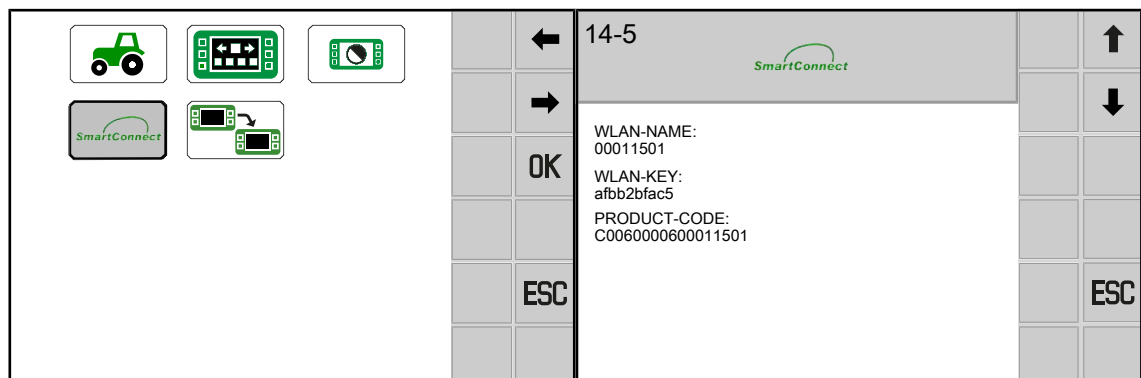 SmartConnect
OK
ESC
14-5
SmartConnect
WLAN-NAME:
00011501
WLAN-KEY:
afbb2bfac5
PRODUCT-CODE:
C0060000600011501
ESC